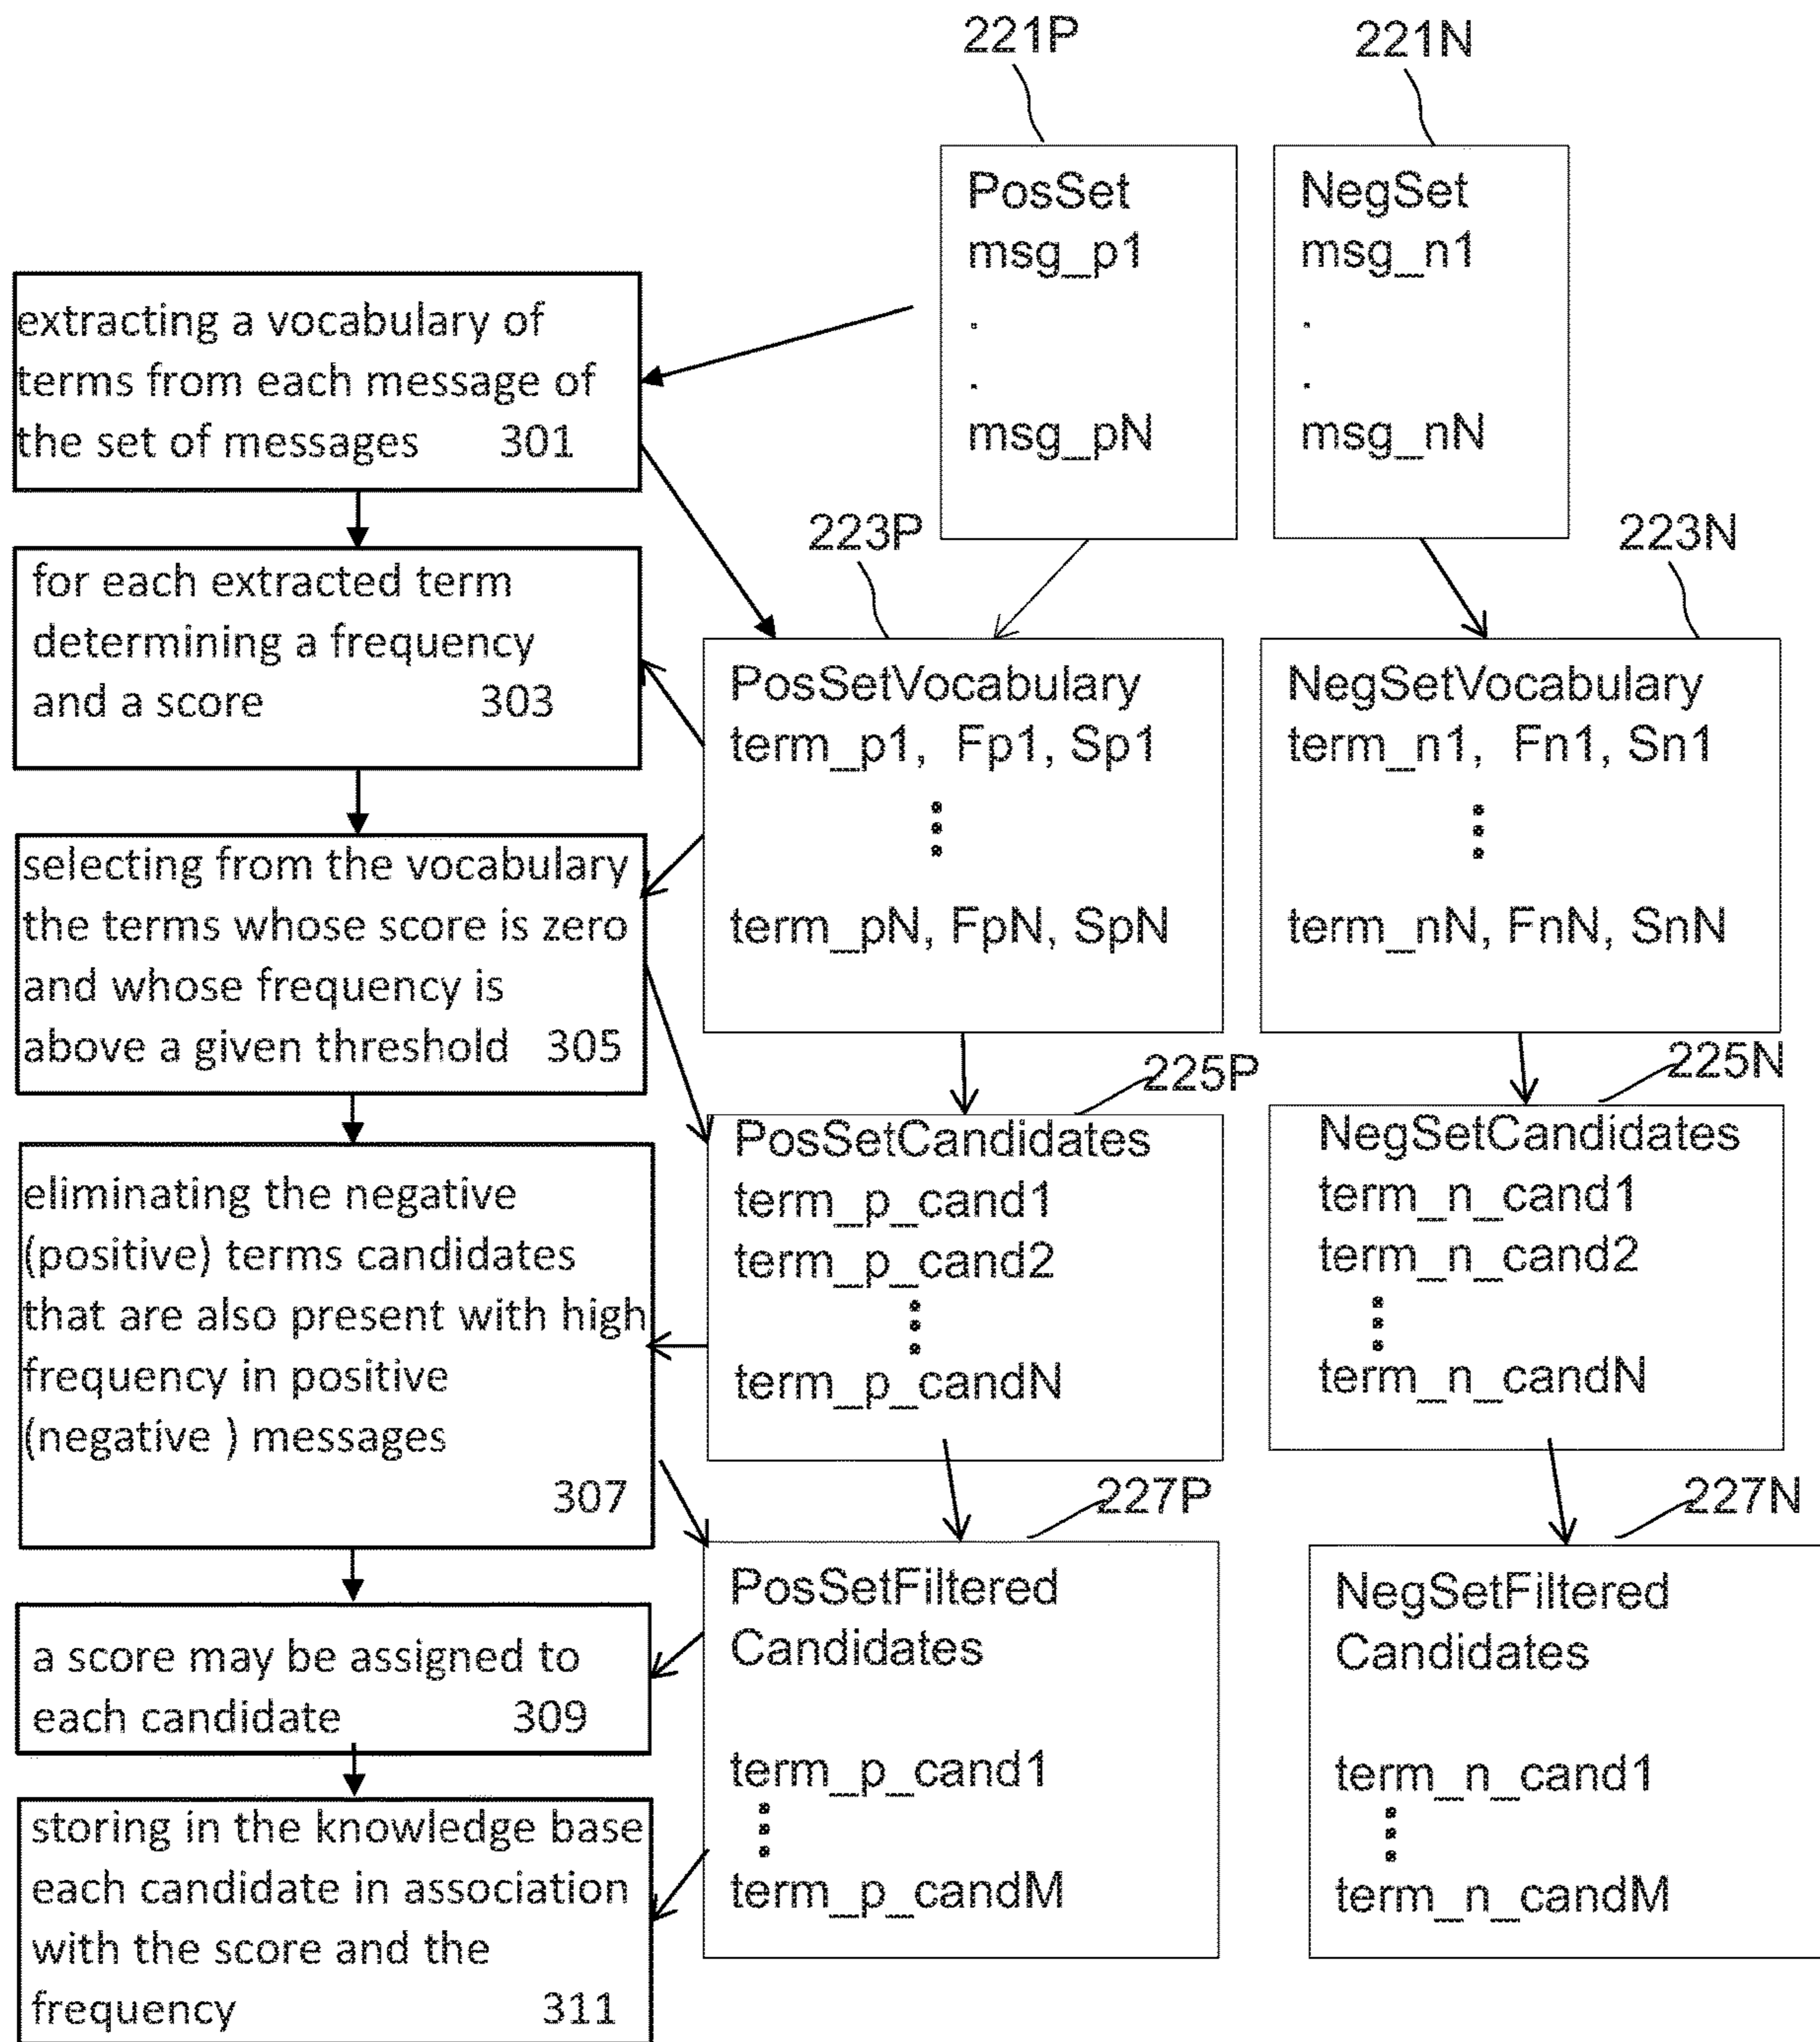 221P
221N
PosSet
msg_p1
.
.
msg_pN
NegSet
msg_n1
.
.
msg_nN
extracting a vocabulary of
terms from each message of
the set of messages 301
for each extracted term
determining a frequency
and a score 303
selecting from the vocabulary
the terms whose score is zero
and whose frequency is
above a given threshold 305
eliminating the negative
(positive) terms candidates
that are also present with high
frequency in positive
(negative ) messages
307
a score may be assigned to
each candidate 309
storing in the knowledge base
each candidate in association
with the score and the
frequency 311
223P
PosSetVocabulary
term_p1, Fp1, Sp1
term_pN, FpN, SpN
223N
NegSetVocabulary
term_n1, Fn1, Sn1
term_nN, FnN, SnN
225P
PosSetCandidates
term_p_cand1
term_p_cand2
term_p_candN
225N
NegSetCandidates
term_n_cand1
term_n_cand2
term_n_candN
227P
PosSetFiltered
Candidates
term_p_cand1
term_p_candM
227N
NegSetFiltered
Candidates
term_n_cand1
term_n_candM